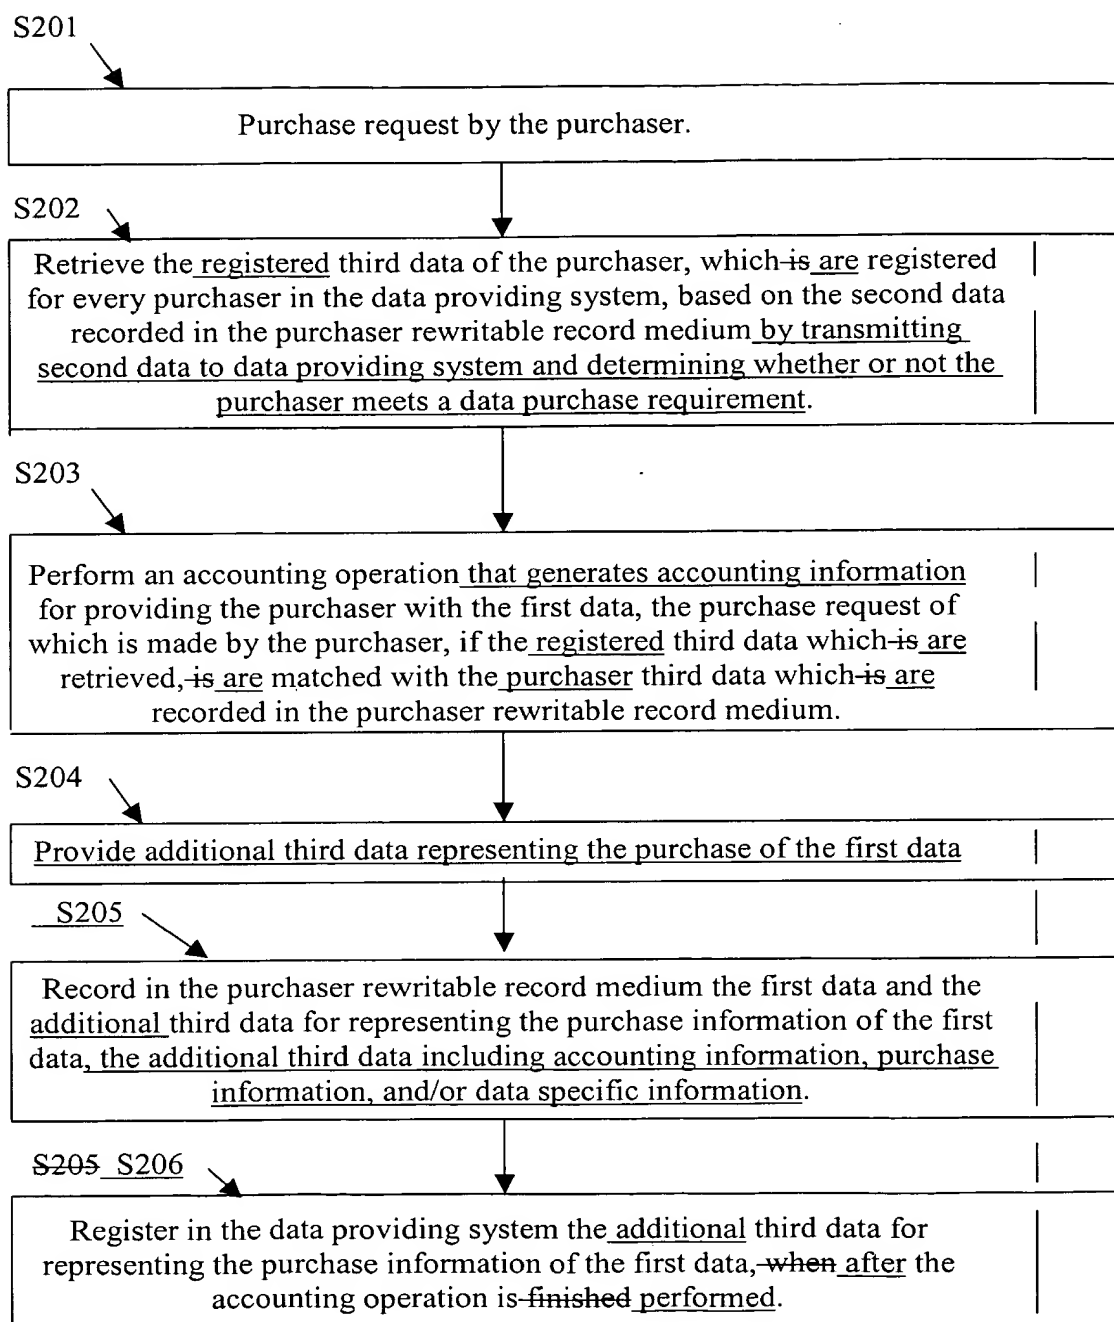 S201
Purchase request by the purchaser.
S202
Retrieve the registered third data of the purchaser, which is are registered
for every purchaser in the data providing system, based on the second data
recorded in the purchaser rewritable record medium by transmitting
second data to data providing system and determining whether or not the
purchaser meets a data purchase requirement.
S203
Perform an accounting operation that generates accounting information
for providing the purchaser with the first data, the purchase request of
which is made by the purchaser, if the registered third data which is are
retrieved, is are matched with the purchaser third data which is are
recorded in the purchaser rewritable record medium.
S204
Provide additional third data representing the purchase of the first data
S205
Record in the purchaser rewritable record medium the first data and the
additional third data for representing the purchase information of the first
data, the additional third data including accounting information, purchase
information, and/or data specific information.
S205 S206
Register in the data providing system the additional third data for
representing the purchase information of the first data, when after the
accounting operation is finished performed.